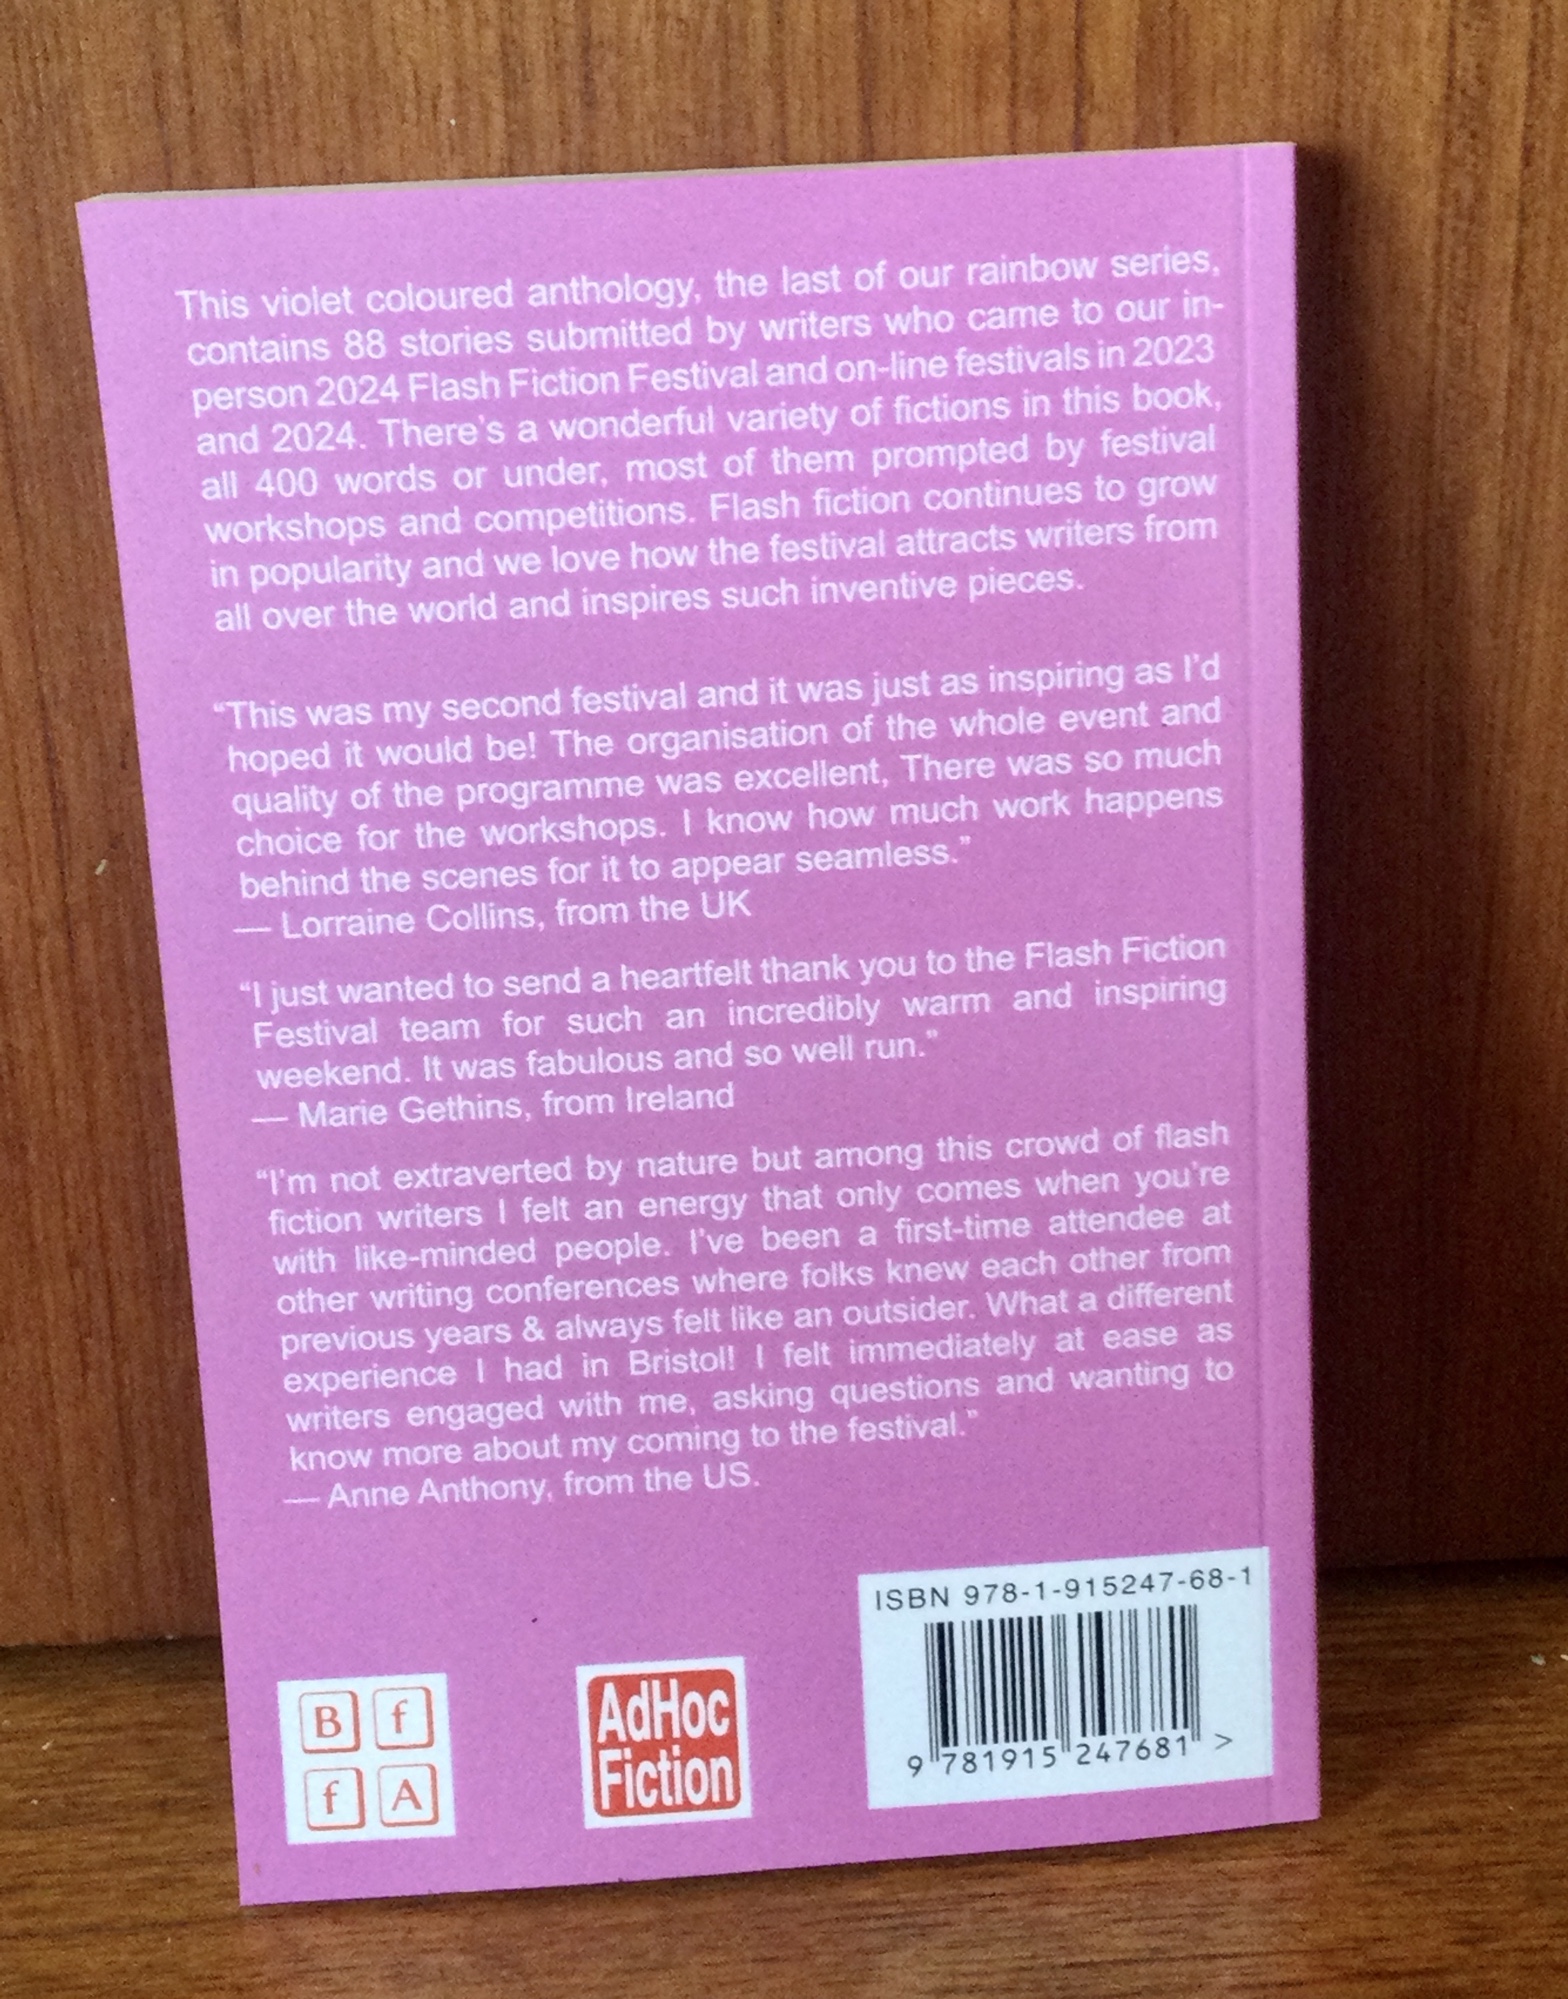 This violet coloured anthology, the last of our rainbow series,
contains 88 stories submitted by writers who came to our in-
person 2024 Flash Fiction Festival and on-line festivals in 2023
and 2024. There's a wonderful variety of fictions in this book,
all 400 words or under, most of them prompted by festival
workshops and competitions. Flash fiction continues to grow
in popularity and we love how the festival attracts writers from
all over the world and inspires such inventive pieces.
“This was my second festival and it was just as inspiring as I'd
hoped it would be! The organisation of the whole event and
quality of the programme was excellent, There was so much
choice for the workshops. I know how much work happens
behind the scenes for it to appear seamless.”
— Lorraine Collins, from the UK
“I just wanted to send a heartfelt thank you to the Flash Fiction
Festival team for such an incredibly warm and inspiring
weekend. It was fabulous and so well run.”
— Marie Gethins, from Ireland
“I'm not extraverted by nature but among this crowd of flash
fiction writers I felt an energy that only comes when you're
with like-minded people. I've been a first-time attendee at
other writing conferences where folks knew each other from
previous years & always felt like an outsider. What a different
experience I had in Bristol! I felt immediately at ease as
writers engaged with me, asking questions and wanting to
know more about my coming to the festival.”
— Anne Anthony, from the US.
B f
f A
AdHoc
Fiction
ISBN 978-1-915247-68-1
9 781915 247681 >